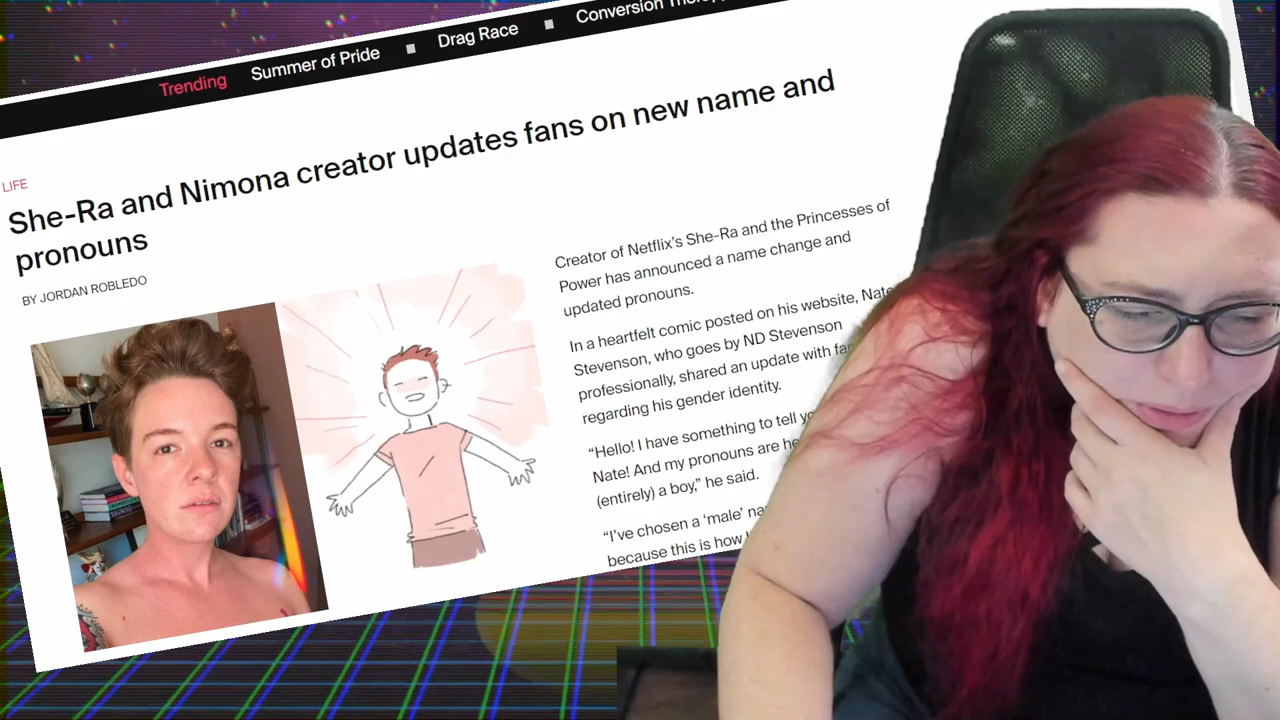 Trending Summer of Pride Drag Race Conversion
LIFE
She-Ra and Nimona creator updates fans on new name and
pronouns
BY JORDAN ROBLEDO
Creator of Netflix's She-Ra and the Princesses of
Power has announced a name change and
updated pronouns.
In a heartfelt comic posted on his website, Nate
Stevenson, who goes by ND Stevenson
professionally, shared an update with
regarding his gender identity.
“Hello! I have something to tell
Nate! And my pronouns are
(entirely) a boy,” he said.
“I've chosen a ‘male’
because this is how